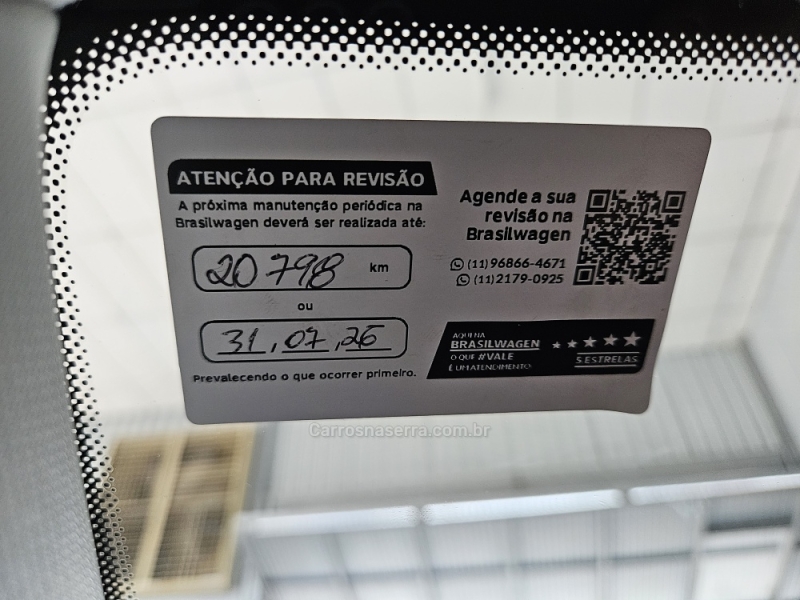 ATENÇÃO PARA REVISÃO
A próxima manutenção periódica na
Brasilwagen deverá ser realizada até:
20798 km
ou
31,07,26
Prevalecendo o que ocorrer primeiro.
Agende a sua
revisão na
Brasilwagen
(11)96866-4671
(11)2179-0925
AQUI NA
BRASILWAGEN
O QUE #VALE
É UM ATENDIMENTO
5 ESTRELAS
Carrosnaserra.com.br